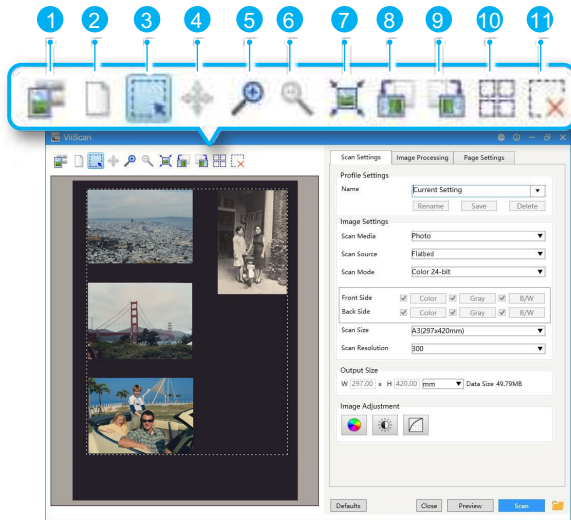 1 2 3 4 5 6 7 8 9 10 11
ViiScan
Scan Settings Image Processing Page Settings
Profile Settings
Name Current Setting
Rename Save Delete
Image Settings
Scan Media Photo
Scan Source Flatbed
Scan Mode Color 24-bit
Front Side Color Gray B/W
Back Side Color Gray B/W
Scan Size A3(297x420mm)
Scan Resolution 300
Output Size
W 297.00 x H 420.00 mm Data Size 49.79MB
Image Adjustment
Defaults Close Preview Scan